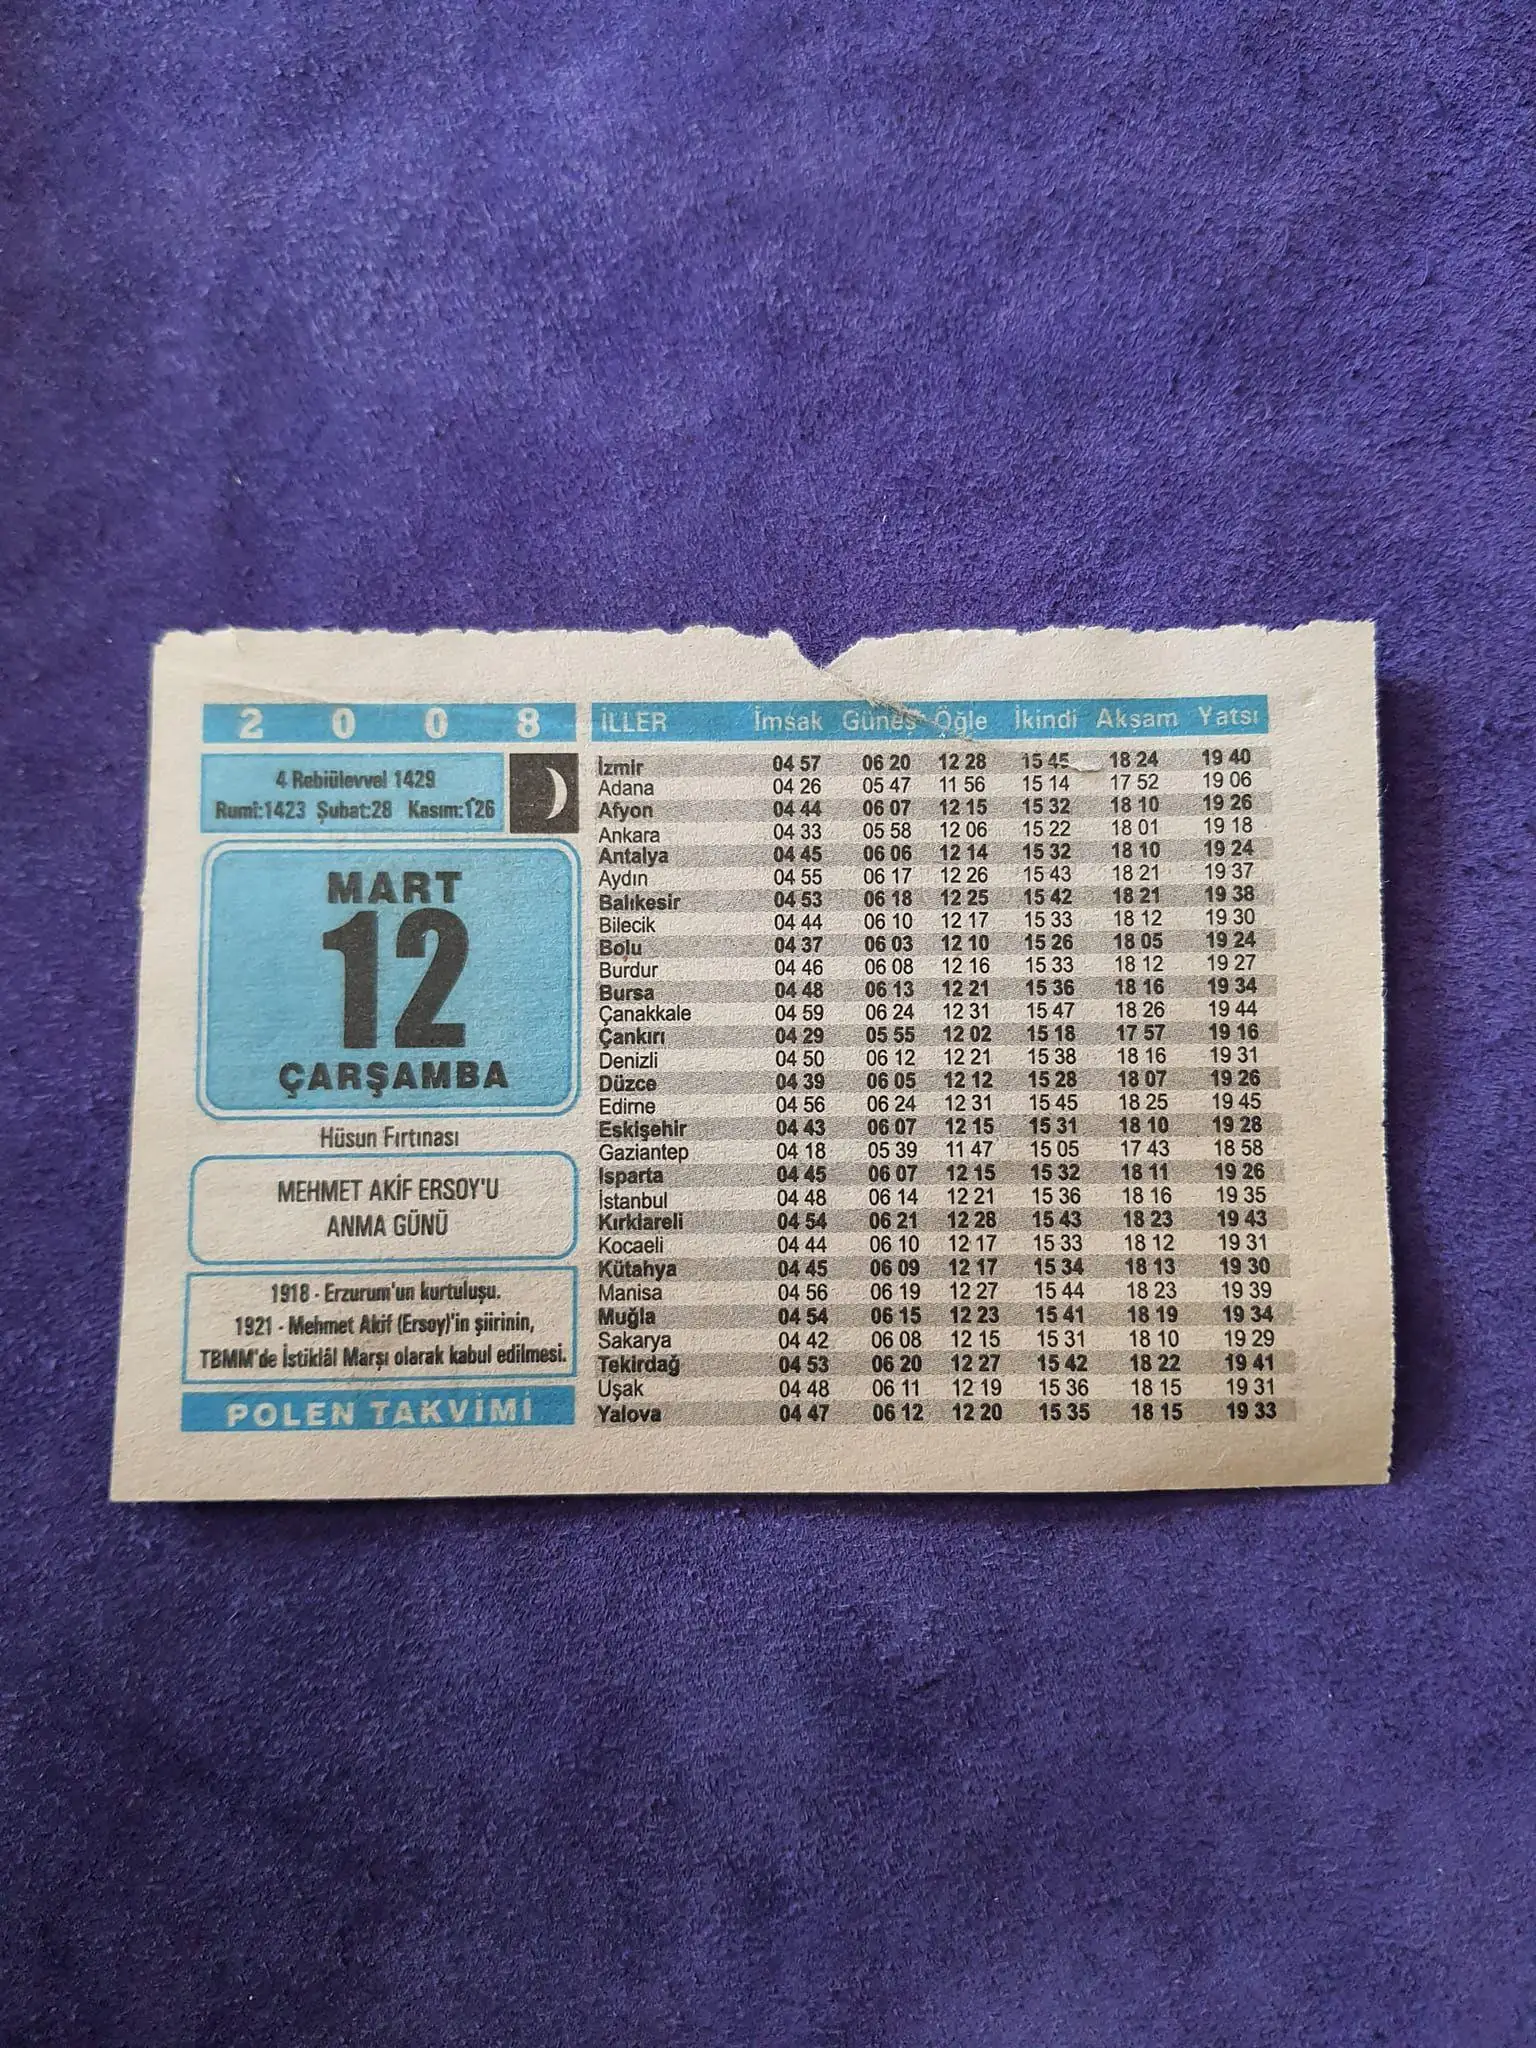 2 0 0 8
4 Rebiülevvel 1429
Rumi:1423 Şubat:28 Kasım:126
MART
12
ÇARŞAMBA
Hüsun Fırtınası
MEHMET AKİF ERSOY'U
ANMA GÜNÜ
1918 - Erzurum'un kurtuluşu.
1921 - Mehmet Akif (Ersoy)'in şiirinin,
TBMM'de İstiklâl Marşı olarak kabul edilmesi.
POLEN TAKVİMİ
İLLER İmsak Güneş Öğle İkindi Akşam Yatsı
İzmir 04 57 06 20 12 28 15 45 18 24 19 40
Adana 04 26 05 47 11 56 15 14 17 52 19 06
Afyon 04 44 06 07 12 15 15 32 18 10 19 26
Ankara 04 33 05 58 12 06 15 22 18 01 19 18
Antalya 04 45 06 06 12 14 15 32 18 10 19 24
Aydın 04 55 06 17 12 26 15 43 18 21 19 37
Balıkesir 04 53 06 18 12 25 15 42 18 21 19 38
Bilecik 04 44 06 10 12 17 15 33 18 12 19 30
Bolu 04 37 06 03 12 10 15 26 18 05 19 24
Burdur 04 46 06 08 12 16 15 33 18 12 19 27
Bursa 04 48 06 13 12 21 15 36 18 16 19 34
Çanakkale 04 59 06 24 12 31 15 47 18 26 19 44
Çankırı 04 29 05 55 12 02 15 18 17 57 19 16
Denizli 04 50 06 12 12 21 15 38 18 16 19 31
Düzce 04 39 06 05 12 12 15 28 18 07 19 26
Edirne 04 56 06 24 12 31 15 45 18 25 19 45
Eskişehir 04 43 06 07 12 15 15 31 18 10 19 28
Gaziantep 04 18 05 39 11 47 15 05 17 43 18 58
Isparta 04 45 06 07 12 15 15 32 18 11 19 26
İstanbul 04 48 06 14 12 21 15 36 18 16 19 35
Kırklareli 04 54 06 21 12 28 15 43 18 23 19 43
Kocaeli 04 44 06 10 12 17 15 33 18 12 19 31
Kütahya 04 45 06 09 12 17 15 34 18 13 19 30
Manisa 04 56 06 19 12 27 15 44 18 23 19 39
Muğla 04 54 06 15 12 23 15 41 18 19 19 34
Sakarya 04 42 06 08 12 15 15 31 18 10 19 29
Tekirdağ 04 53 06 20 12 27 15 42 18 22 19 41
Uşak 04 48 06 11 12 19 15 36 18 15 19 31
Yalova 04 47 06 12 12 20 15 35 18 15 19 33